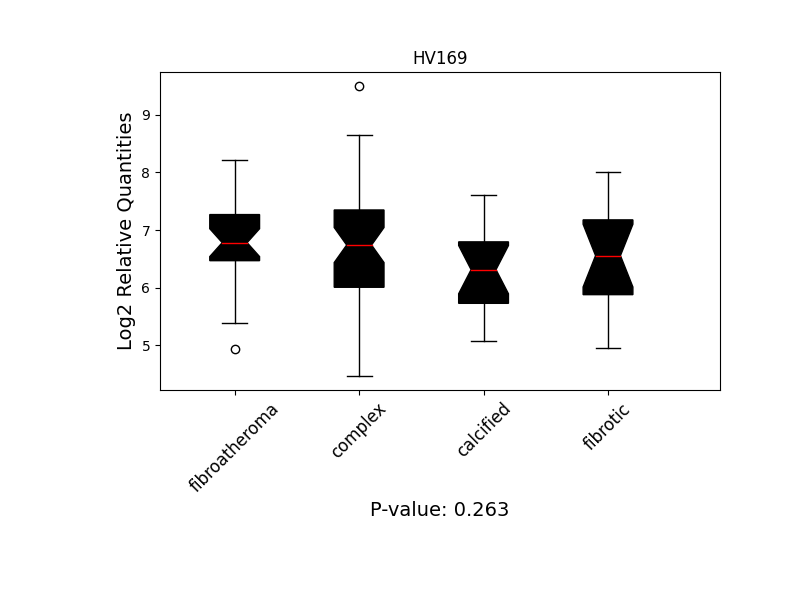 HV169
Log2 Relative Quantities
9
8
7
6
5
fibroatheroma
complex
calcified
fibrotic
P-value: 0.263